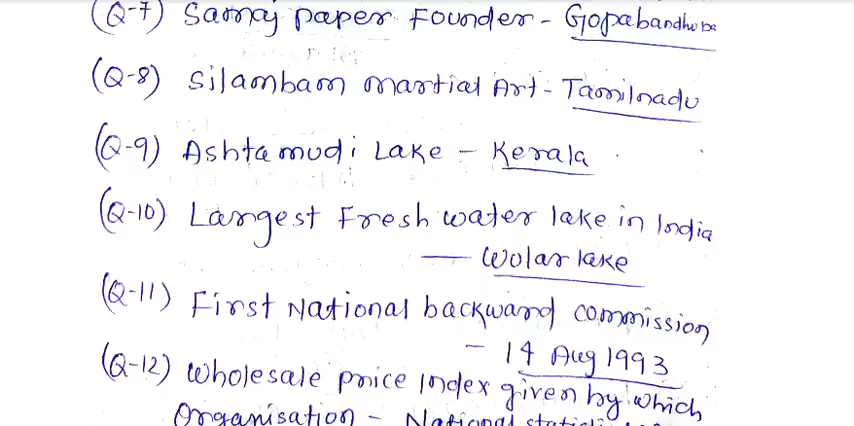 (Q-7) Samaj paper Founder - Gopabandhu
(Q-8) Silambam martial Art - Tamilnadu
(Q-9) Ashtamudi Lake - Kerala
(Q-10) Largest Fresh water lake in India
— Wolar lake
(Q-11) First National backward commission
- 14 Aug 1993
(Q-12) Wholesale price Index given by which
Organisation - National